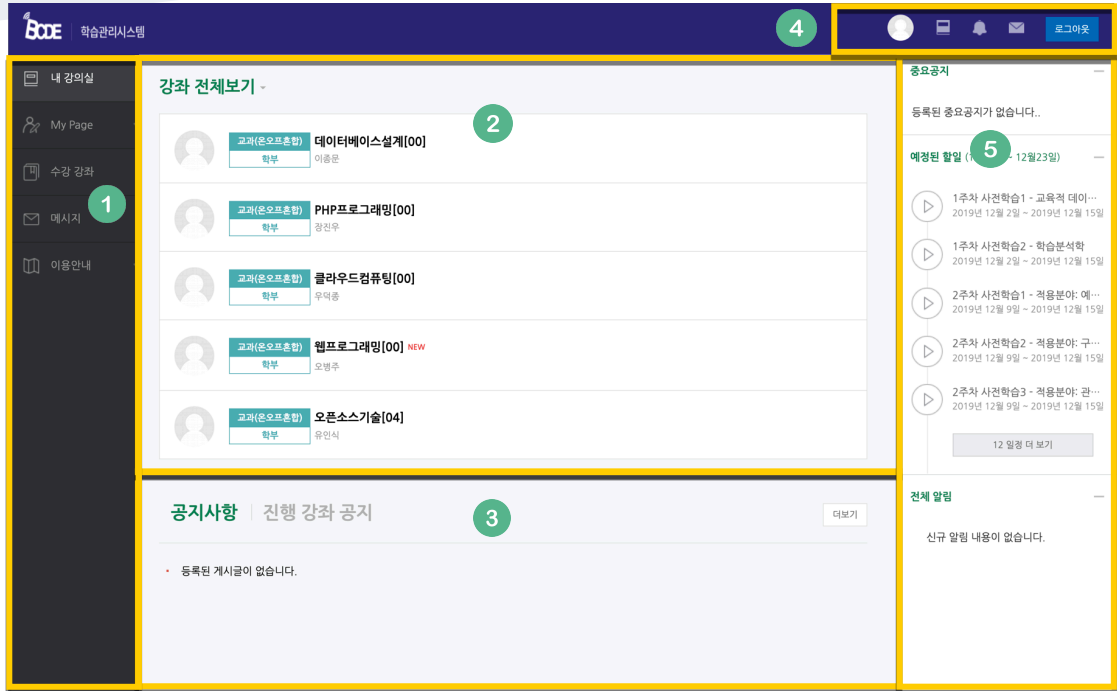 BODE 학습관리시스템
4
로그아웃
내 강의실
My Page
수강 강좌
1
메시지
이용안내
강좌 전체보기
2
교과(온오프혼합) 데이터베이스설계[00]
학부 이종문
교과(온오프혼합) PHP프로그래밍[00]
학부 장진우
교과(온오프혼합) 클라우드컴퓨팅[00]
학부 우덕종
교과(온오프혼합) 웹프로그래밍[00] NEW
학부 오병주
교과(온오프혼합) 오픈소스기술[04]
학부 유인식
공지사항 진행 강좌 공지
3
더보기
등록된 게시글이 없습니다.
중요공지
등록된 중요공지가 없습니다..
예정된 할일 - 12월23일)
5
1주차 사전학습1 - 교육적 데이…
2019년 12월 2일 ~ 2019년 12월 15일
1주차 사전학습2 - 학습분석학
2019년 12월 2일 ~ 2019년 12월 15일
2주차 사전학습1 - 적용분야: 예…
2019년 12월 9일 ~ 2019년 12월 15일
2주차 사전학습2 - 적용분야: 구…
2019년 12월 9일 ~ 2019년 12월 15일
2주차 사전학습3 - 적용분야: 관…
2019년 12월 9일 ~ 2019년 12월 15일
12 일정 더 보기
전체 알림
신규 알림 내용이 없습니다.